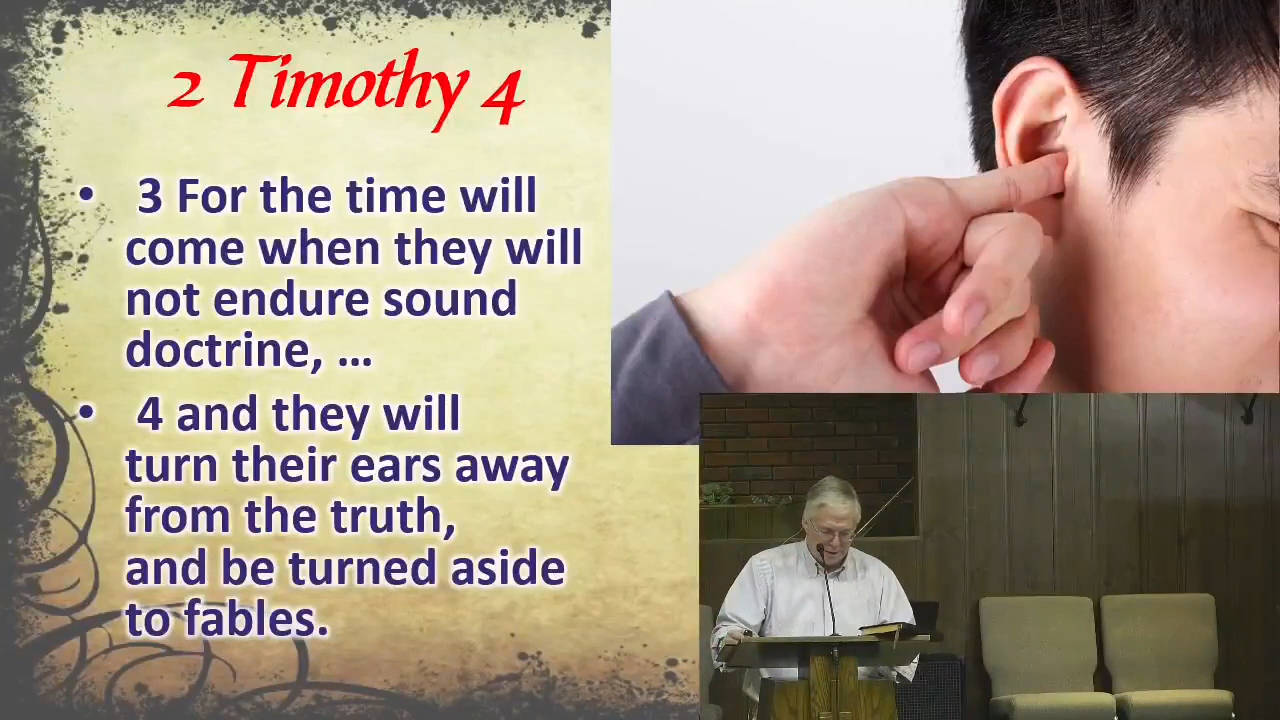 2 Timothy 4
• 3 For the time will
come when they will
not endure sound
doctrine, …
• 4 and they will
turn their ears away
from the truth,
and be turned aside
to fables.